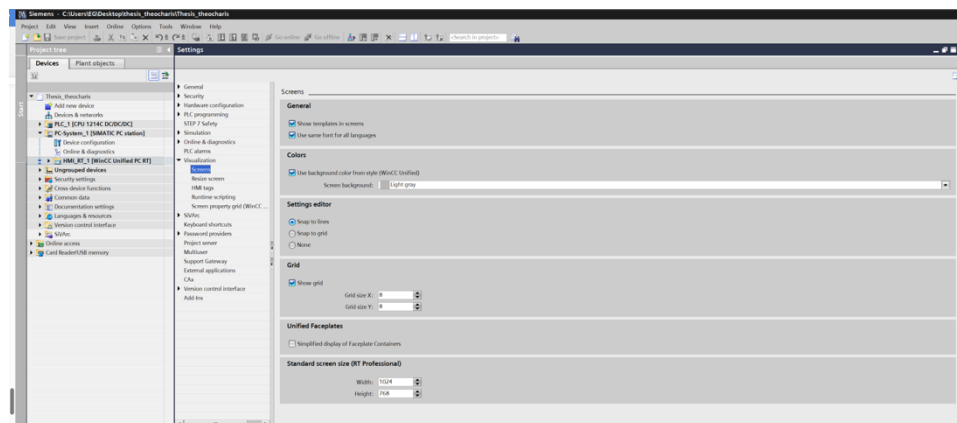 Siemens - C:\Users\EG\Desktop\thesis_theocharis\Thesis_theocharis
Project Edit View Insert Online Options Tools Window Help
Save project Go online Go offline <Search in project>
Project tree
Devices Plant objects
Start
Thesis_theocharis
Add new device
Devices & networks
PLC_1 [CPU 1214C DC/DC/DC]
PC-System_1 [SIMATIC PC station]
Device configuration
Online & diagnostics
HMI_RT_1 [WinCC Unified PC RT]
Ungrouped devices
Security settings
Cross-device functions
Common data
Documentation settings
Languages & resources
Version control interface
SiVArc
Online access
Card Reader/USB memory
Settings
General
Security
Hardware configuration
PLC programming
STEP 7 Safety
Simulation
Online & diagnostics
PLC alarms
Visualization
Screens
Resize screen
HMI tags
Runtime scripting
Screen property grid (WinCC ...
SiVArc
Keyboard shortcuts
Password providers
Project server
Multiuser
Support Gateway
External applications
CAx
Version control interface
Add-Ins
Screens
General
Show templates in screens
Use same font for all languages
Colors
Use background color from style (WinCC Unified)
Screen background: Light gray
Settings editor
Snap to lines
Snap to grid
None
Grid
Show grid
Grid size X: 8
Grid size Y: 8
Unified Faceplates
Simplified display of Faceplate Containers
Standard screen size (RT Professional)
Width: 1024
Height: 768